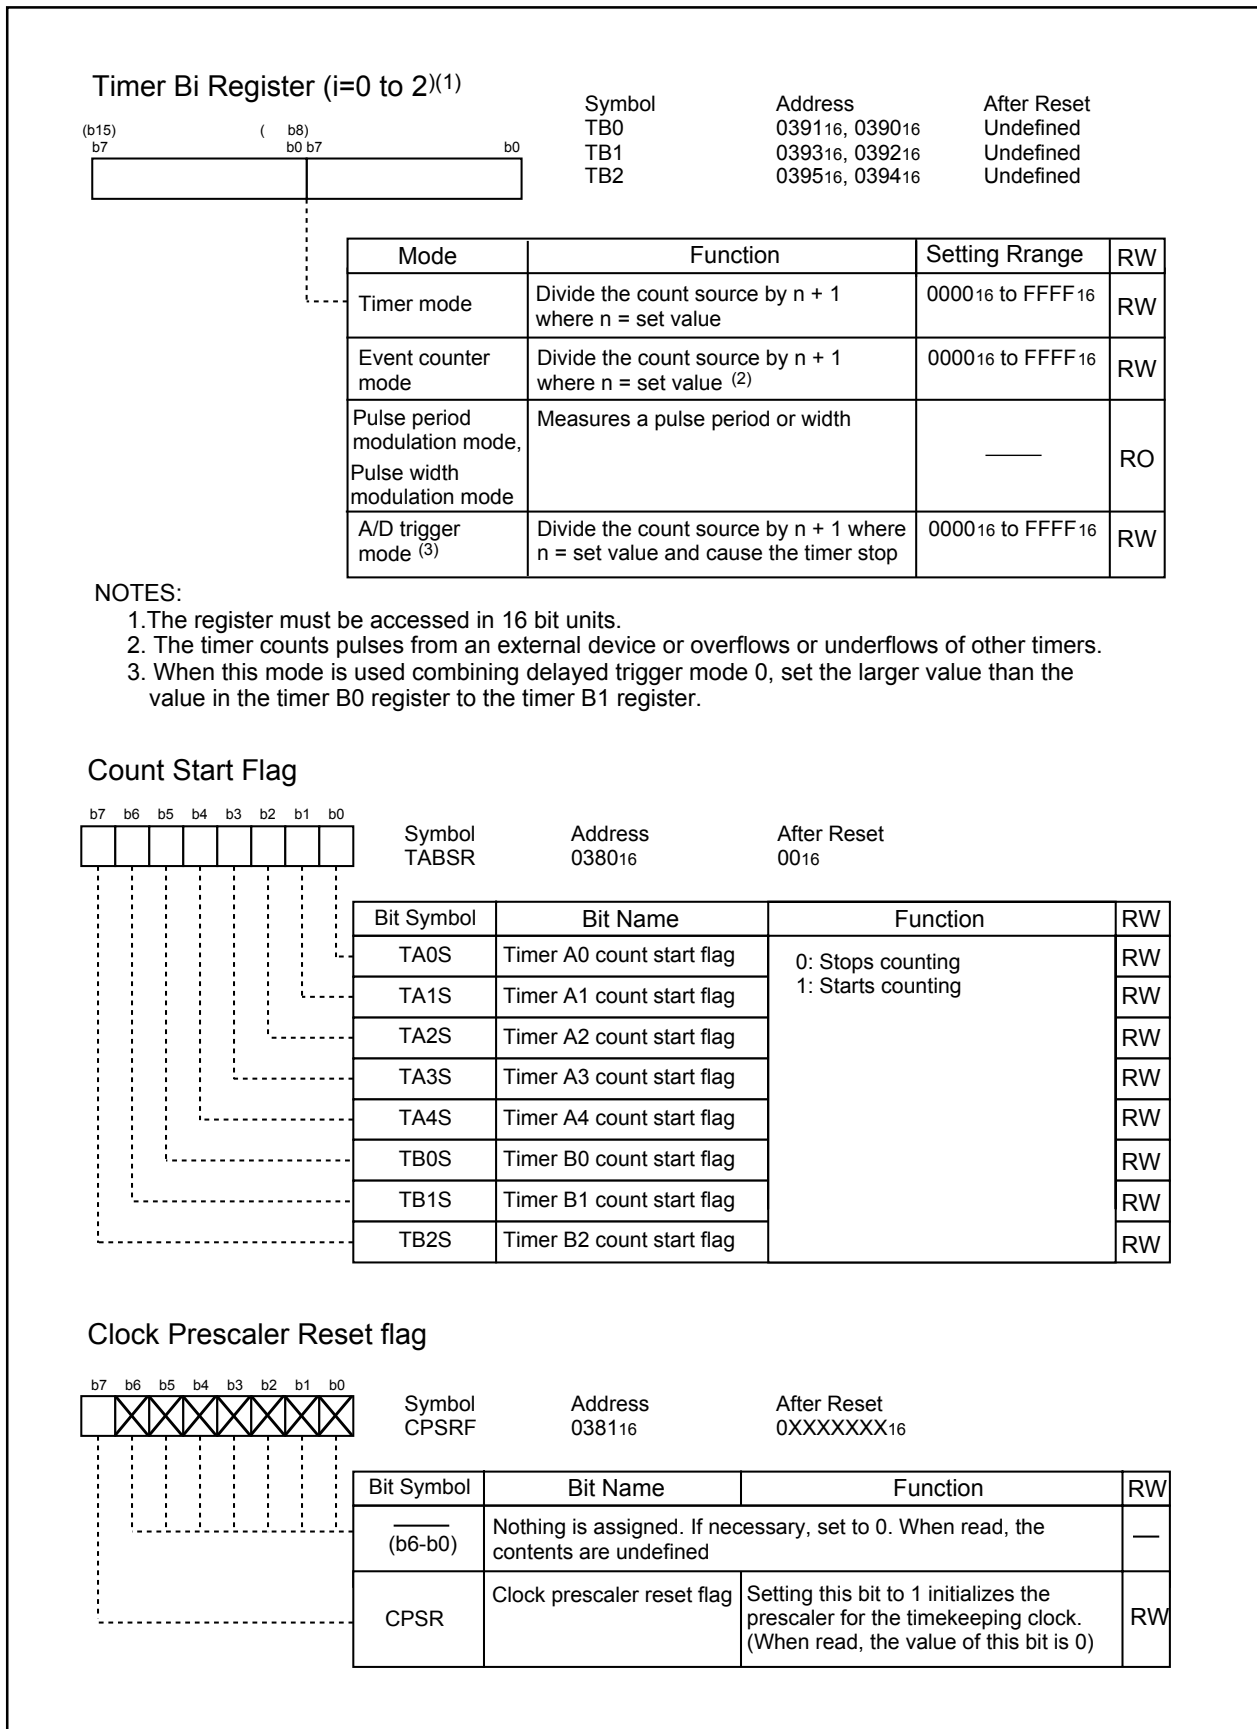 Timer Bi Register (i=0 to 2)(1)
Symbol Address After Reset
TB0 039116, 039016 Undefined
TB1 039316, 039216 Undefined
TB2 039516, 039416 Undefined
(b15) ( b8)
b7 b0 b7 b0
Mode Function Setting Rrange RW
Timer mode Divide the count source by n + 1 000016 to FFFF16 RW
where n = set value
Event counter Divide the count source by n + 1 000016 to FFFF16 RW
mode where n = set value (2)
Pulse period Measures a pulse period or width
modulation mode,
—— RO
Pulse width
modulation mode
A/D trigger Divide the count source by n + 1 where 000016 to FFFF16 RW
mode (3) n = set value and cause the timer stop
NOTES:
1.The register must be accessed in 16 bit units.
2. The timer counts pulses from an external device or overflows or underflows of other timers.
3. When this mode is used combining delayed trigger mode 0, set the larger value than the
value in the timer B0 register to the timer B1 register.
Count Start Flag
b7 b6 b5 b4 b3 b2 b1 b0
Symbol Address After Reset
TABSR 038016 0016
Bit Symbol Bit Name Function RW
TA0S Timer A0 count start flag 0: Stops counting RW
1: Starts counting
TA1S Timer A1 count start flag RW
TA2S Timer A2 count start flag RW
TA3S Timer A3 count start flag RW
TA4S Timer A4 count start flag RW
TB0S Timer B0 count start flag RW
TB1S Timer B1 count start flag RW
TB2S Timer B2 count start flag RW
Clock Prescaler Reset flag
b7 b6 b5 b4 b3 b2 b1 b0
Symbol Address After Reset
CPSRF 038116 0XXXXXXX16
Bit Symbol Bit Name Function RW
—— Nothing is assigned. If necessary, set to 0. When read, the —
(b6-b0) contents are undefined
Clock prescaler reset flag Setting this bit to 1 initializes the
CPSR prescaler for the timekeeping clock. RW
(When read, the value of this bit is 0)